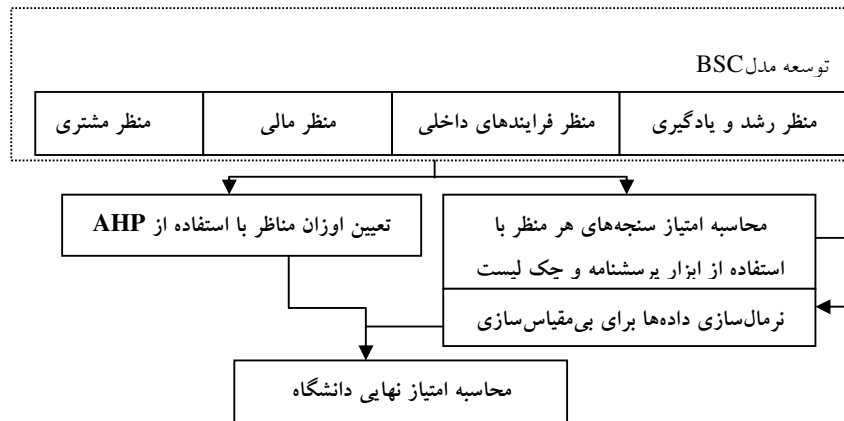 توسعه مدلBSC
منظر رشد و یادگیری
منظر فرایندهای داخلی
منظر مالی
منظر مشتری
محاسبه امتیاز سنجه‌های هر منظر با
استفاده از ابزار پرسشنامه و چک لیست
تعیین اوزان مناظر با استفاده از AHP
نرمال‌سازی داده‌ها برای بی‌مقیاس‌سازی
محاسبه امتیاز نهایی دانشگاه